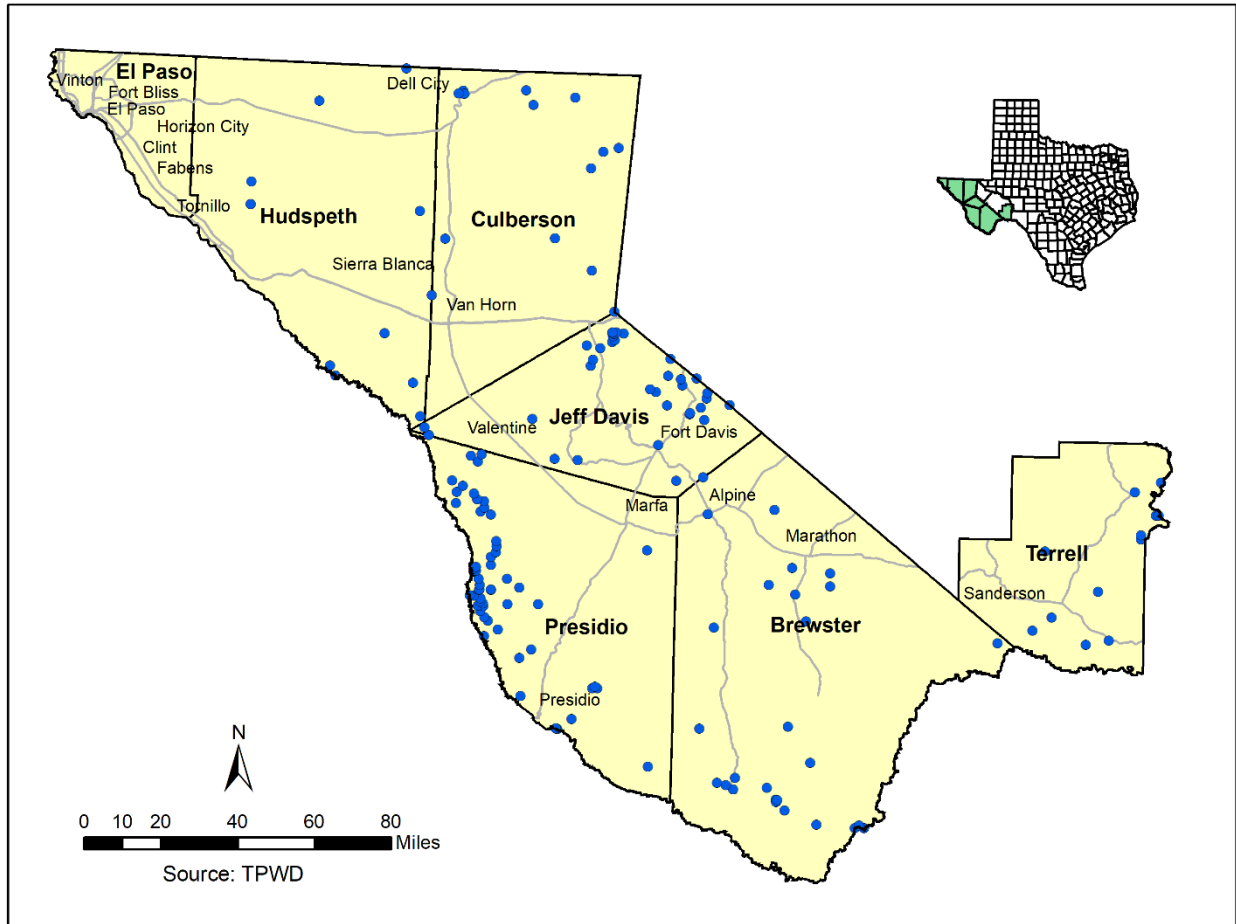 El Paso
Vinton
Fort Bliss
El Paso
Horizon City
Clint
Fabens
Tornillo
Dell City
Hudspeth
Culberson
Sierra Blanca
Van Horn
Valentine
Jeff Davis
Fort Davis
Marfa
Alpine
Marathon
Terrell
Sanderson
Presidio
Brewster
Presidio
N
0 10 20 40 60 80
Miles
Source: TPWD